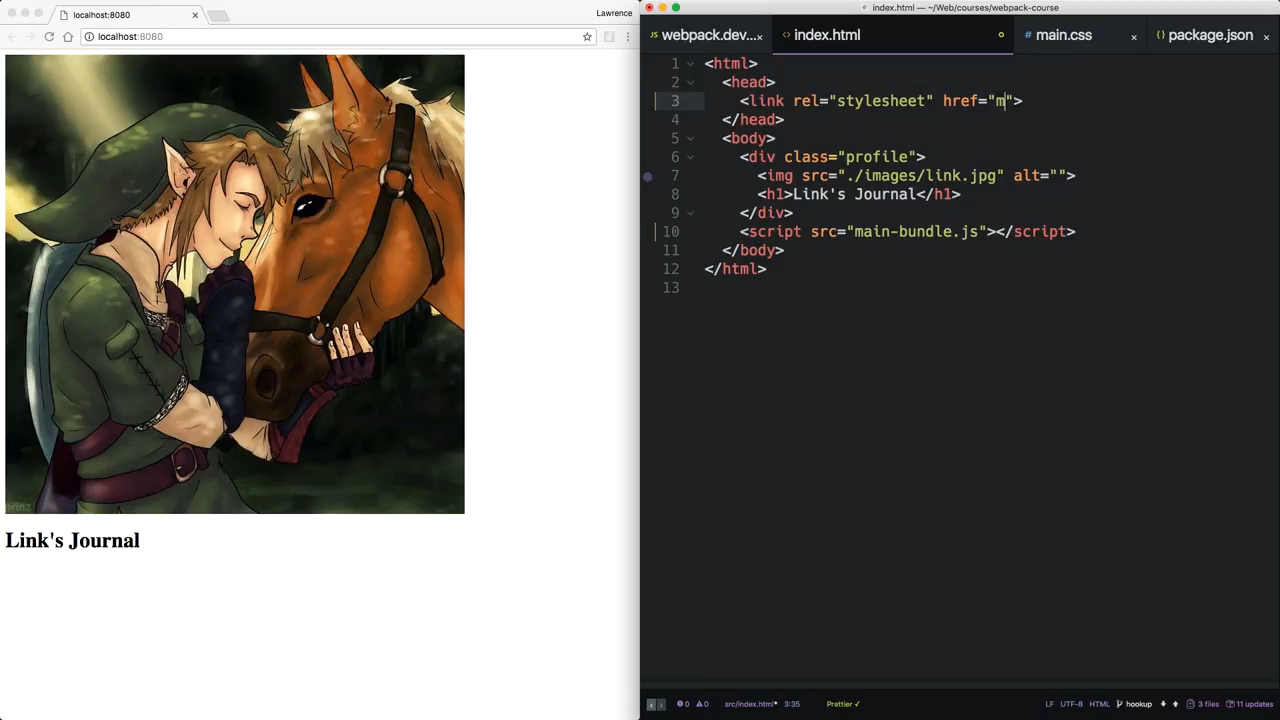 localhost:8080
Lawrence
localhost:8080
Link's Journal
index.html — ~/Web/courses/webpack-course
webpack.dev...
index.html
main.css
package.json
1 <html>
2 <head>
3 <link rel="stylesheet" href="m">
4 </head>
5 <body>
6 <div class="profile">
7 <img src="./images/link.jpg" alt="">
8 <h1>Link's Journal</h1>
9 </div>
10 <script src="main-bundle.js"></script>
11 </body>
12 </html>
13
0 0 src/index.html* 3:35 Prettier ✓ LF UTF-8 HTML hookup 3 files 11 updates